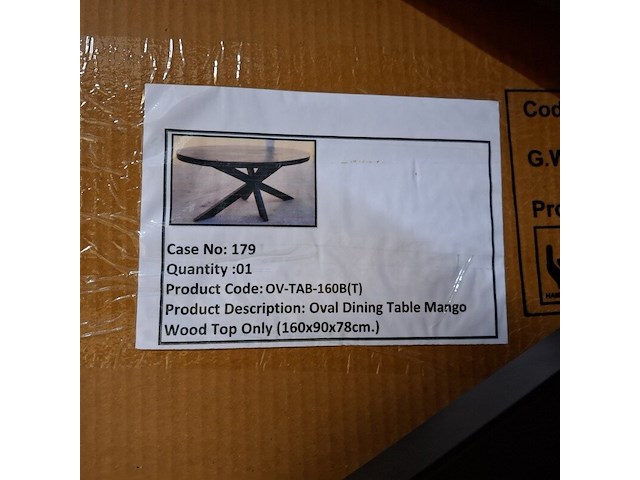 Case No: 179
Quantity :01
Product Code: OV-TAB-160B(T)
Product Description: Oval Dining Table Mango
Wood Top Only (160x90x78cm.)
Cod
G.W
Pro
HAN